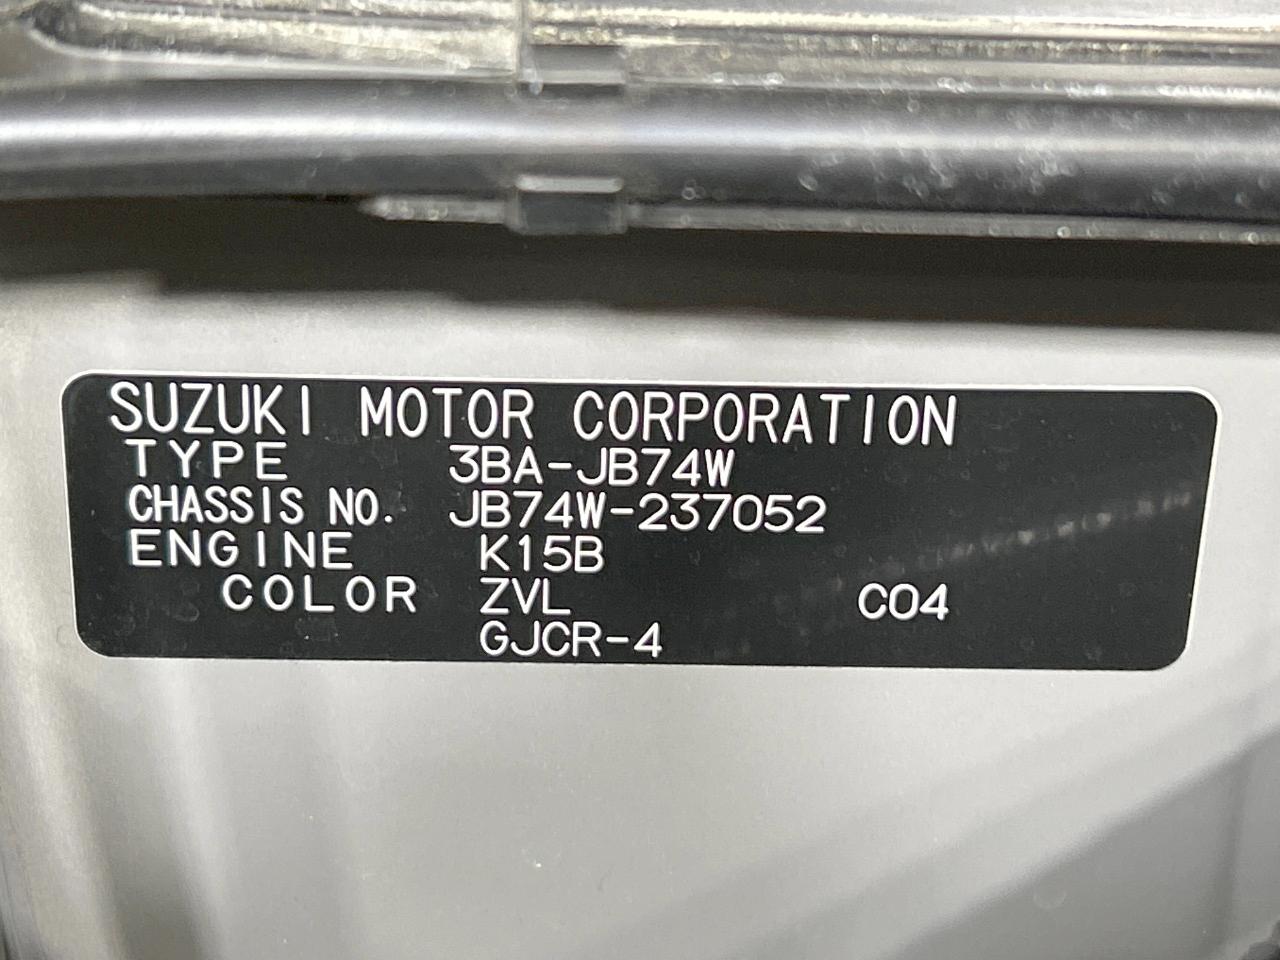 SUZUKI MOTOR CORPORATION
TYPE 3BA-JB74W
CHASSIS NO. JB74W-237052
ENGINE K15B
COLOR ZVL C04
GJCR-4